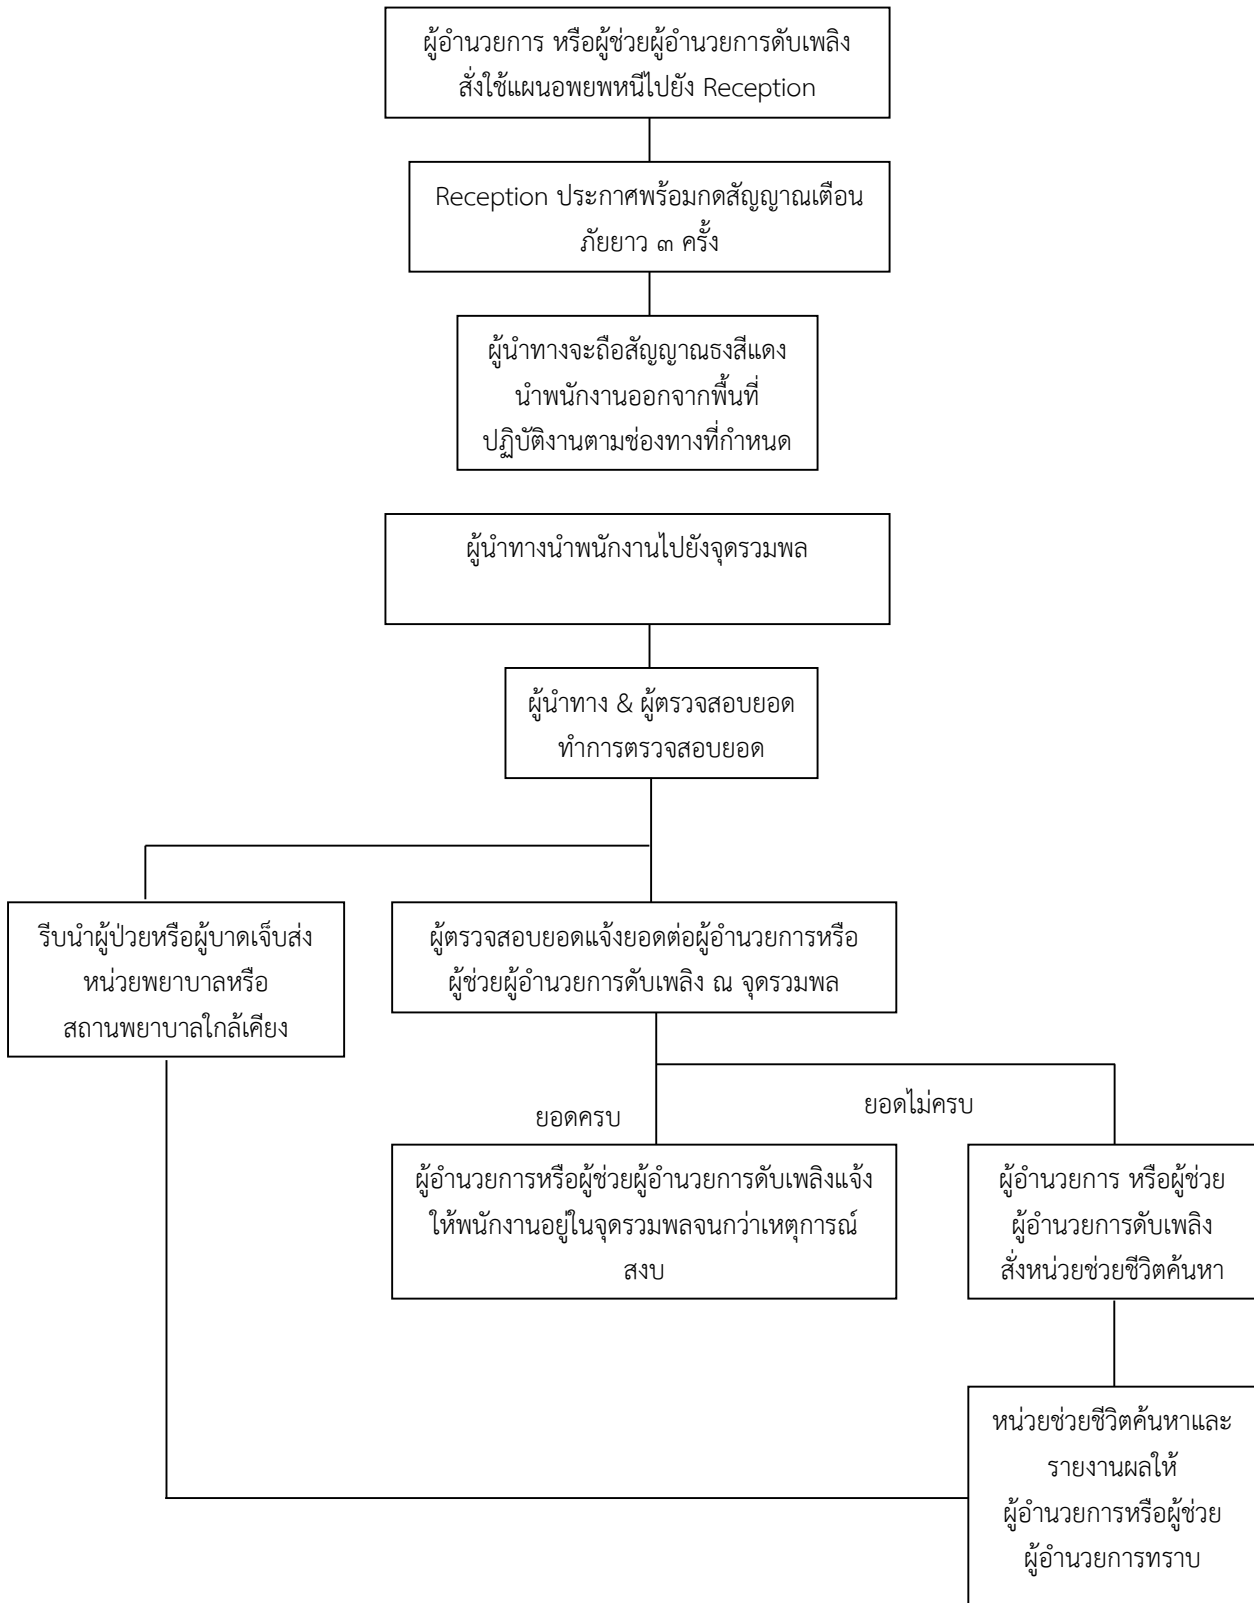 ผู้อำนวยการ หรือผู้ช่วยผู้อำนวยการดับเพลิง
สั่งใช้แผนอพยพหนีไปยัง Reception
Reception ประกาศพร้อมกดสัญญาณเตือน
ภัยยาว ๓ ครั้ง
ผู้นำทางจะถือสัญญาณธงสีแดง
นำพนักงานออกจากพื้นที่
ปฏิบัติงานตามช่องทางที่กำหนด
ผู้นำทางนำพนักงานไปยังจุดรวมพล
ผู้นำทาง & ผู้ตรวจสอบยอด
ทำการตรวจสอบยอด
รีบนำผู้ป่วยหรือผู้บาดเจ็บส่ง
หน่วยพยาบาลหรือ
สถานพยาบาลใกล้เคียง
ผู้ตรวจสอบยอดแจ้งยอดต่อผู้อำนวยการหรือ
ผู้ช่วยผู้อำนวยการดับเพลิง ณ จุดรวมพล
ยอดครบ
ยอดไม่ครบ
ผู้อำนวยการหรือผู้ช่วยผู้อำนวยการดับเพลิงแจ้ง
ให้พนักงานอยู่ในจุดรวมพลจนกว่าเหตุการณ์
สงบ
ผู้อำนวยการ หรือผู้ช่วย
ผู้อำนวยการดับเพลิง
สั่งหน่วยช่วยชีวิตค้นหา
หน่วยช่วยชีวิตค้นหาและ
รายงานผลให้
ผู้อำนวยการหรือผู้ช่วย
ผู้อำนวยการทราบ